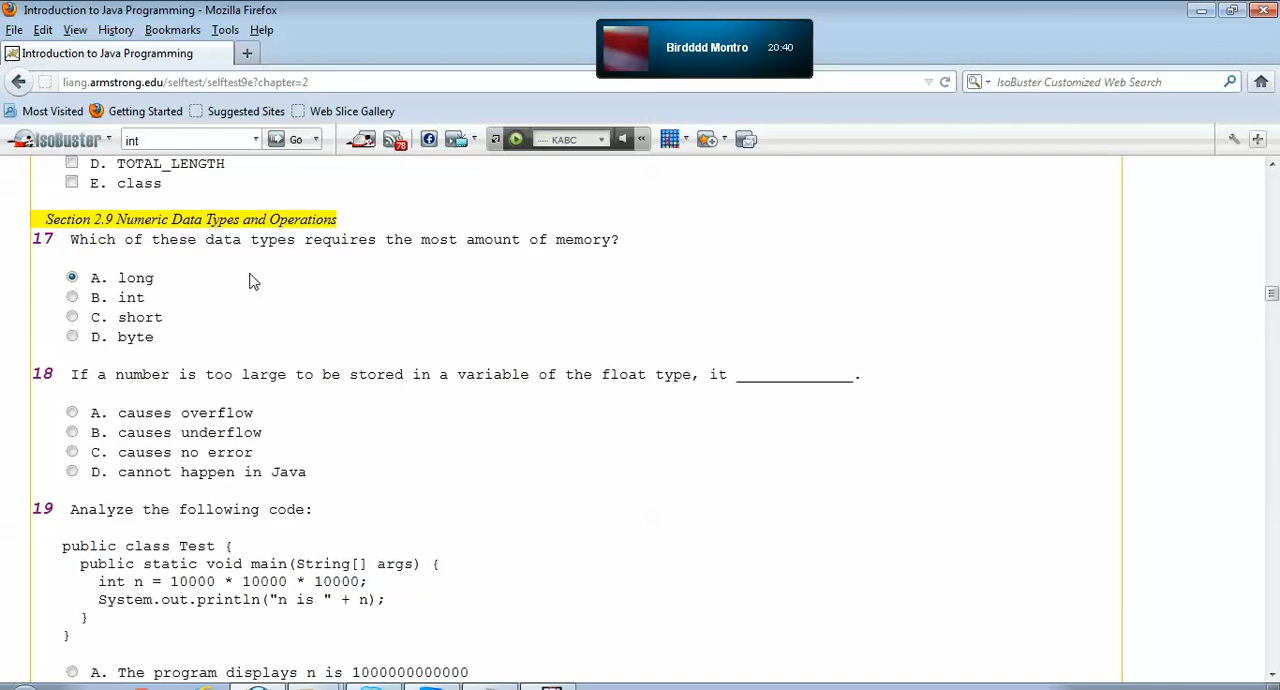 Introduction to Java Programming - Mozilla Firefox
File Edit View History Bookmarks Tools Help
Birdddd Montro 20:40
Introduction to Java Programming
liang.armstrong.edu/selftest/selftest9e?chapter=2
IsoBuster Customized Web Search
Most Visited Getting Started Suggested Sites Web Slice Gallery
IsoBuster int Go 78 KABC
D. TOTAL_LENGTH
E. class
Section 2.9 Numeric Data Types and Operations
17 Which of these data types requires the most amount of memory?
A. long
B. int
C. short
D. byte
18 If a number is too large to be stored in a variable of the float type, it _____________.
A. causes overflow
B. causes underflow
C. causes no error
D. cannot happen in Java
19 Analyze the following code:
public class Test {
public static void main(String[] args) {
int n = 10000 * 10000 * 10000;
System.out.println("n is " + n);
}
}
A. The program displays n is 1000000000000